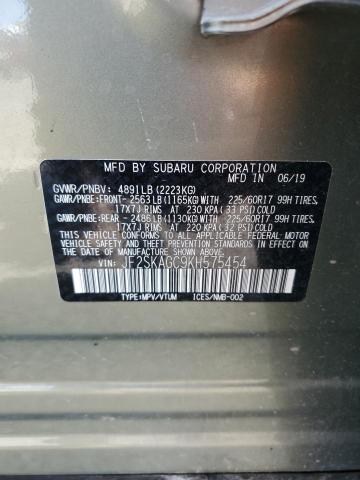 MFD BY SUBARU CORPORATION
MFD IN 06/19
GVWR/PNBV: 4891LB(2223KG)
GAWR/PNBE:FRONT- 2563LB(1165KG) WITH/AVEC 225/60R17 99H TIRES,
17X7J RIMS AT 230 KPA( 33 PSI)COLD
GAWR/PNBE:REAR - 2486LB(1130KG) WITH/AVEC 225/60R17 99H TIRES,
17X7J RIMS AT 220 KPA( 32 PSI)COLD
THIS VEHICLE CONFORMS TO ALL APPLICABLE FEDERAL MOTOR
VEHICLE SAFETY STANDARDS IN EFFECT ON THE
DATE OF MANUFACTURE SHOWN ABOVE.
VIN: JF2SKAGC9KH575454
TYPE:MPV/VTUM ICES/NMB-002